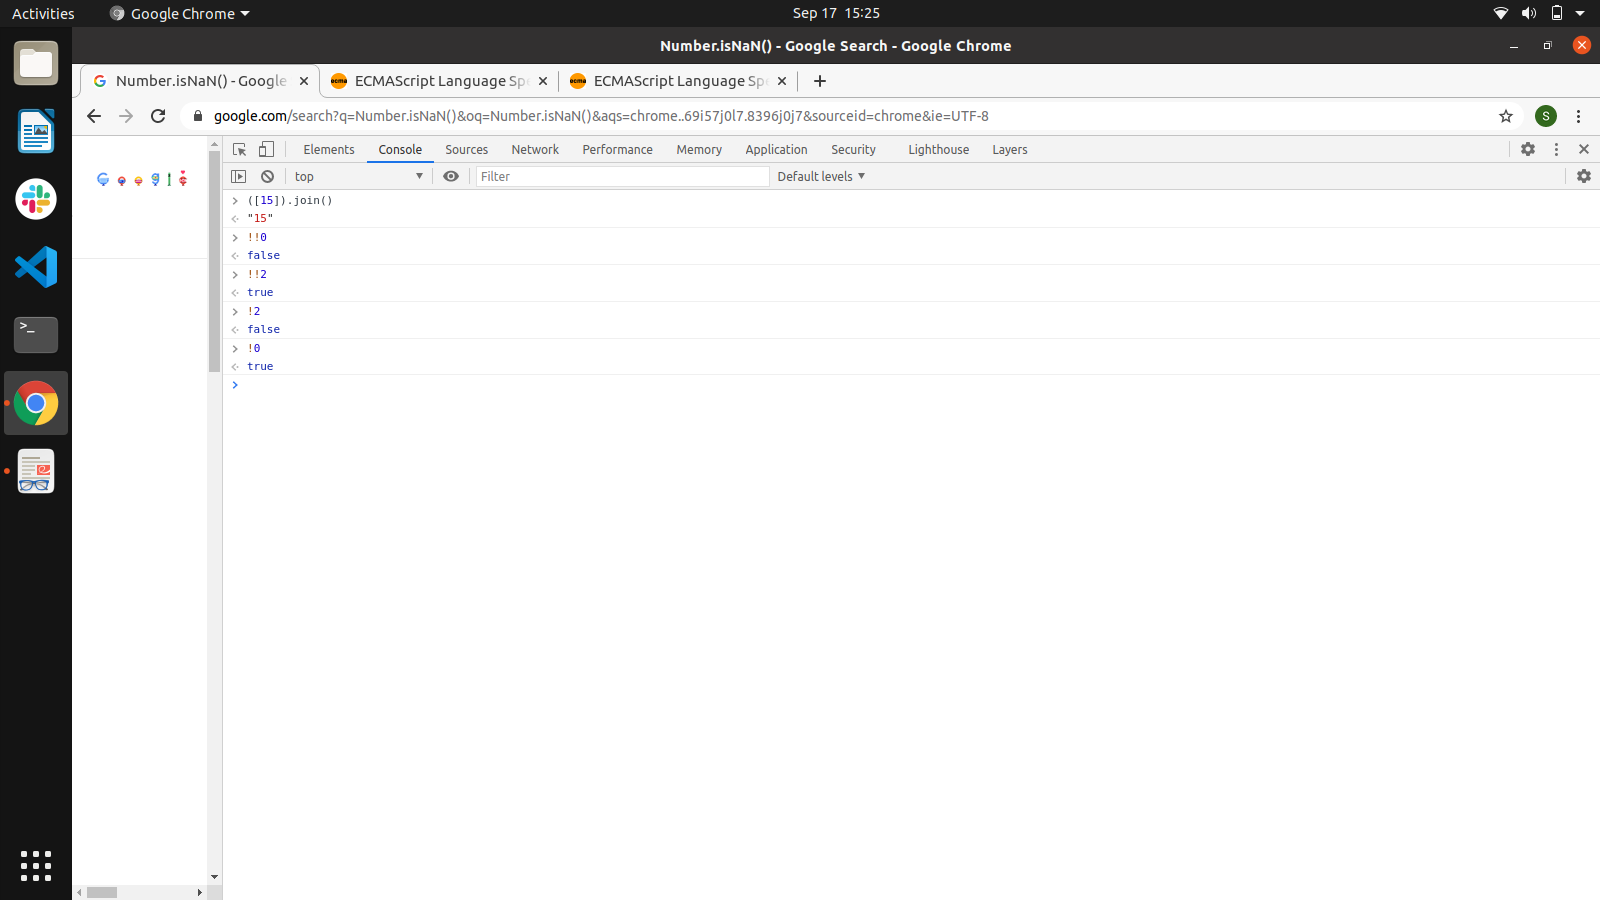 Activities
Google Chrome
Sep 17 15:25
Number.isNaN() - Google Search - Google Chrome
Number.isNaN() - Google
ECMAScript Language Spe
ECMAScript Language Spe
google.com/search?q=Number.isNaN()&oq=Number.isNaN()&aqs=chrome..69i57j0l7.8396j0j7&sourceid=chrome&ie=UTF-8
S
Elements Console Sources Network Performance Memory Application Security Lighthouse Layers
top Filter Default levels
Google
> ([15]).join()
"15"
> !!0
false
> !!2
true
> !2
false
> !0
true
>